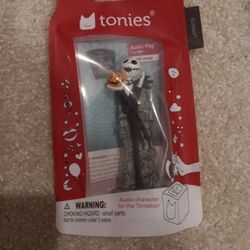 tonies®
tonies®
Audio Play
WARNING:
CHOKING HAZARD - small parts.
Not for children under 3 years.
Audio character
for the Toniebox